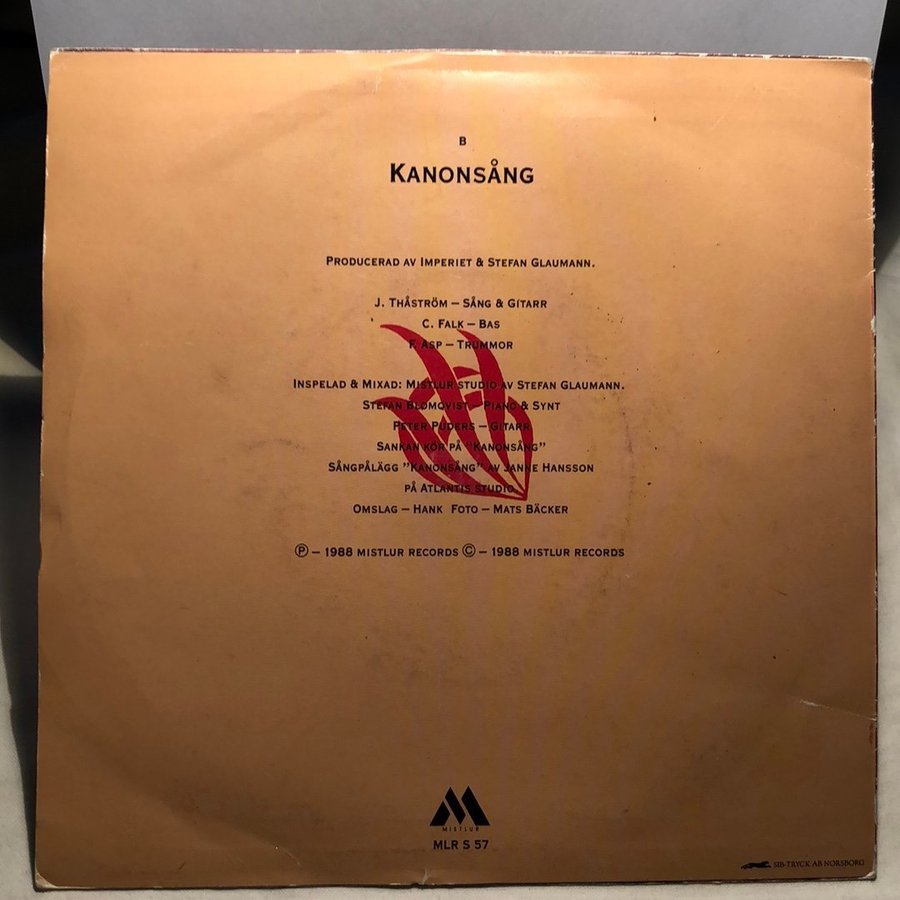 B
KANONSÅNG
PRODUCERAD AV IMPERIET & STEFAN GLAUMANN.
J. THÅSTRÖM – SÅNG & GITARR
C. FALK – BAS
F. ASP – TRUMMOR
INSPELAD & MIXAD: MISTLUR STUDIO AV STEFAN GLAUMANN.
STEFAN BLOMQVIST – PIANO & SYNT
PETER PUDERS – GITARR
SANKAN KÖR PÅ ”KANONSÅNG”
SÅNGPÅLÄGG ”KANONSÅNG” AV JANNE HANSSON
PÅ ATLANTIS STUDIO.
OMSLAG – HANK FOTO – MATS BÄCKER
Ⓟ – 1988 MISTLUR RECORDS © – 1988 MISTLUR RECORDS
MISTLUR
MLR S 57
SIB-TRYCK AB NORSBORG